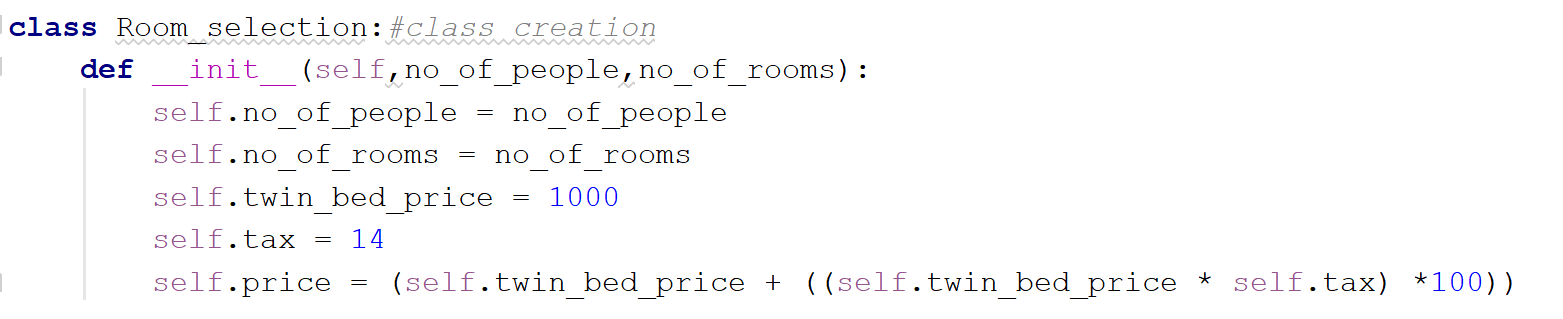 class Room_selection:#class creation
    def __init__(self,no_of_people,no_of_rooms):
        self.no_of_people = no_of_people
        self.no_of_rooms = no_of_rooms
        self.twin_bed_price = 1000
        self.tax = 14
        self.price = (self.twin_bed_price + ((self.twin_bed_price * self.tax) *100))